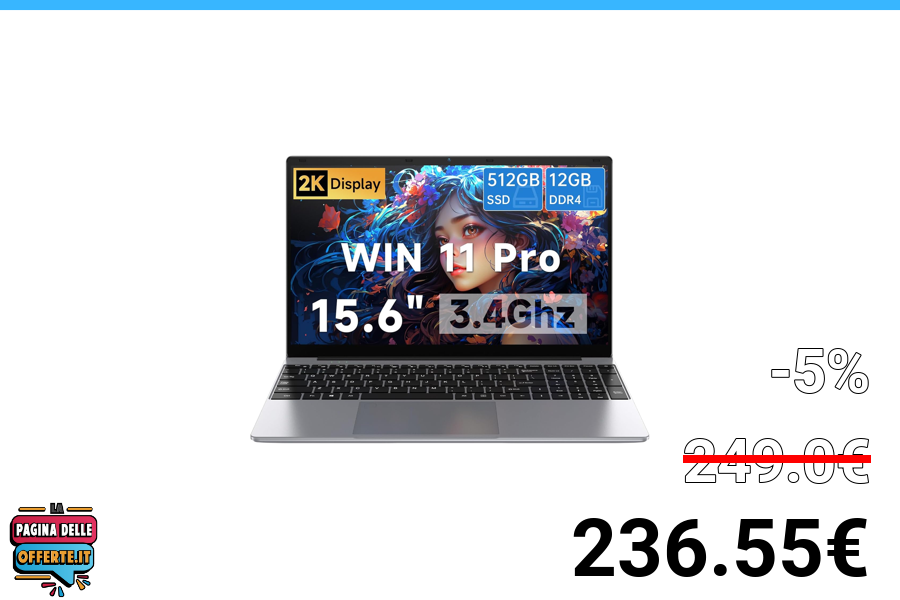 2K Display
512GB
SSD
12GB
DDR4
WIN 11 Pro
15.6" 3.4Ghz
-5%
249.0€
236.55€
LA
PAGINA DELLE
OFFERTE.IT